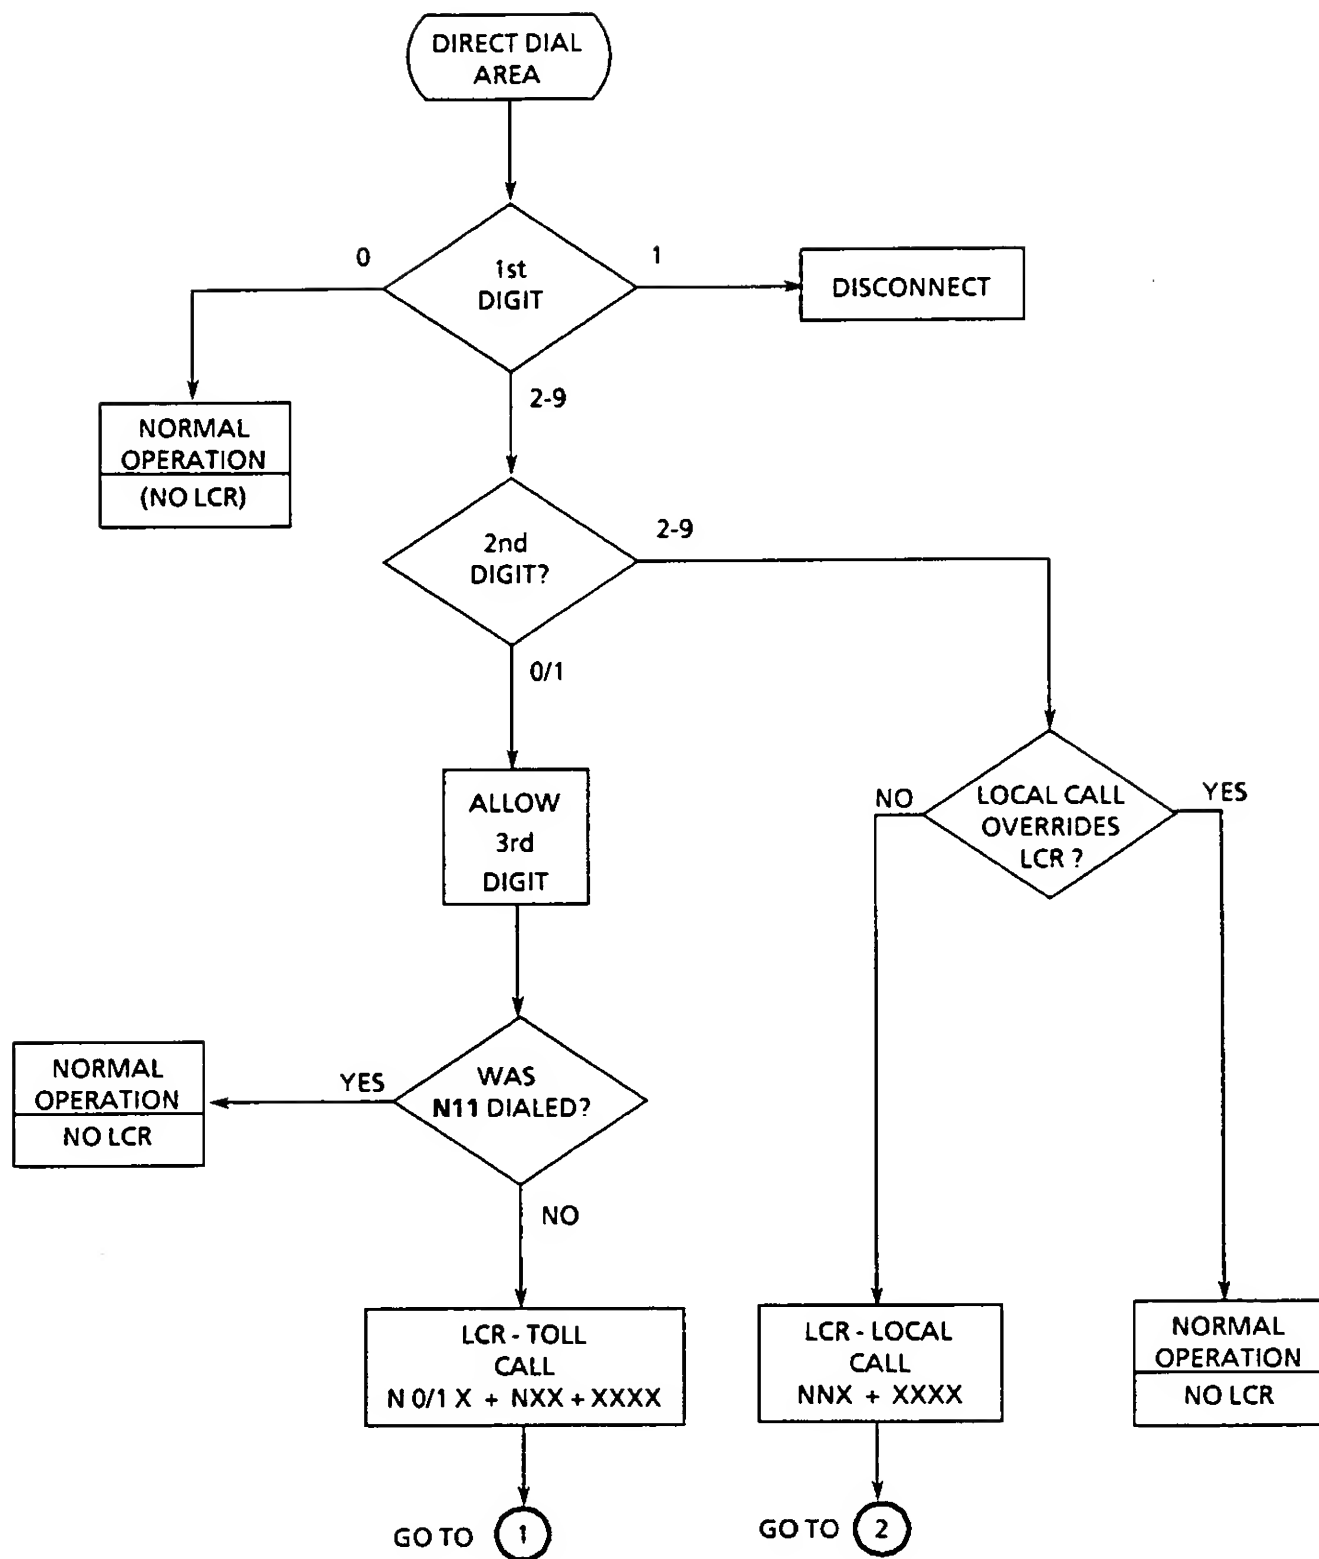 DIRECT DIAL
AREA
0
1st
DIGIT
1
DISCONNECT
2-9
NORMAL
OPERATION
(NO LCR)
2nd
DIGIT?
2-9
0/1
ALLOW
3rd
DIGIT
NO
LOCAL CALL
OVERRIDES
LCR ?
YES
NORMAL
OPERATION
NO LCR
YES
WAS
N11 DIALED?
NO
LCR - TOLL
CALL
N 0/1 X + NXX + XXXX
LCR - LOCAL
CALL
NNX + XXXX
NORMAL
OPERATION
NO LCR
GO TO 1
GO TO 2